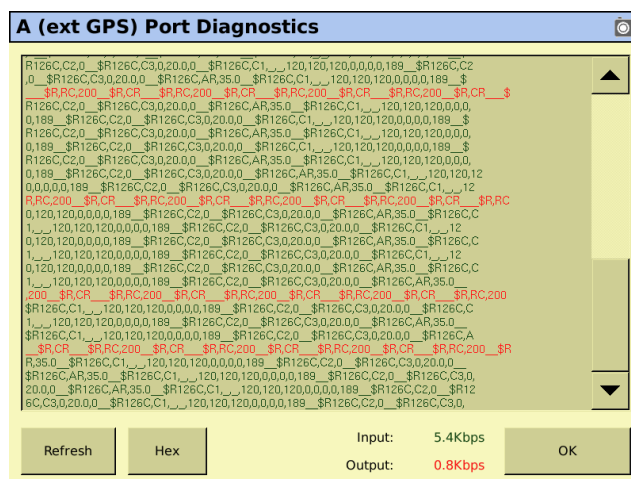 A (ext GPS) Port Diagnostics
R126C,C2,0__$R126C,C3,0,20.0,0__$R126C,C1,_,_,120,120,120,0,0,0,0,189__$R126C,C2
,0__$R126C,C3,0,20.0,0__$R126C,AR,35.0__$R126C,C1,_,_,120,120,120,0,0,0,0,189__$
___$R,RC,200__$R,CR___$R,RC,200__$R,CR___$R,RC,200__$R,CR___$R,RC,200__$R,CR___$
R126C,C2,0__$R126C,C3,0,20.0,0__$R126C,AR,35.0__$R126C,C1,_,_,120,120,120,0,0,0,
0,189__$R126C,C2,0__$R126C,C3,0,20.0,0__$R126C,C1,_,_,120,120,120,0,0,0,0,189__$
R126C,C2,0__$R126C,C3,0,20.0,0__$R126C,AR,35.0__$R126C,C1,_,_,120,120,120,0,0,0,
0,189__$R126C,C2,0__$R126C,C3,0,20.0,0__$R126C,C1,_,_,120,120,120,0,0,0,0,189__$
R126C,C2,0__$R126C,C3,0,20.0,0__$R126C,AR,35.0__$R126C,C1,_,_,120,120,120,0,0,0,
0,189__$R126C,C2,0__$R126C,C3,0,20.0,0__$R126C,AR,35.0__$R126C,C1,_,_,120,120,12
0,0,0,0,0,189__$R126C,C2,0__$R126C,C3,0,20.0,0__$R126C,AR,35.0__$R126C,C1,_,_,12
R,RC,200__$R,CR___$R,RC,200__$R,CR___$R,RC,200__$R,CR___$R,RC,200__$R,CR___$R,RC
0,120,120,0,0,0,0,189__$R126C,C2,0__$R126C,C3,0,20.0,0__$R126C,AR,35.0__$R126C,C
1,_,_,120,120,120,0,0,0,0,189__$R126C,C2,0__$R126C,C3,0,20.0,0__$R126C,C1,_,_,12
0,120,120,0,0,0,0,189__$R126C,C2,0__$R126C,C3,0,20.0,0__$R126C,AR,35.0__$R126C,C
1,_,_,120,120,120,0,0,0,0,189__$R126C,C2,0__$R126C,C3,0,20.0,0__$R126C,C1,_,_,12
0,120,120,0,0,0,0,189__$R126C,C2,0__$R126C,C3,0,20.0,0__$R126C,AR,35.0__$R126C,C
1,_,_,120,120,120,0,0,0,0,189__$R126C,C2,0__$R126C,C3,0,20.0,0__$R126C,AR,35.0__
,200__$R,CR___$R,RC,200__$R,CR___$R,RC,200__$R,CR___$R,RC,200__$R,CR___$R,RC,200
$R126C,C1,_,_,120,120,120,0,0,0,0,189__$R126C,C2,0__$R126C,C3,0,20.0,0__$R126C,C
1,_,_,120,120,120,0,0,0,0,189__$R126C,C2,0__$R126C,C3,0,20.0,0__$R126C,AR,35.0__
$R126C,C1,_,_,120,120,120,0,0,0,0,189__$R126C,C2,0__$R126C,C3,0,20.0,0__$R126C,A
__$R,CR___$R,RC,200__$R,CR___$R,RC,200__$R,CR___$R,RC,200__$R,CR___$R,RC,200__$R
R,35.0__$R126C,C1,_,_,120,120,120,0,0,0,0,189__$R126C,C2,0__$R126C,C3,0,20.0,0__
$R126C,AR,35.0__$R126C,C1,_,_,120,120,120,0,0,0,0,189__$R126C,C2,0__$R126C,C3,0,
20.0,0__$R126C,AR,35.0__$R126C,C1,_,_,120,120,120,0,0,0,0,189__$R126C,C2,0__$R12
6C,C3,0,20.0,0__$R126C,C1,_,_,120,120,120,0,0,0,0,189__$R126C,C2,0__$R126C,C3,0,
Refresh
Hex
Input: 5.4Kbps
Output: 0.8Kbps
OK